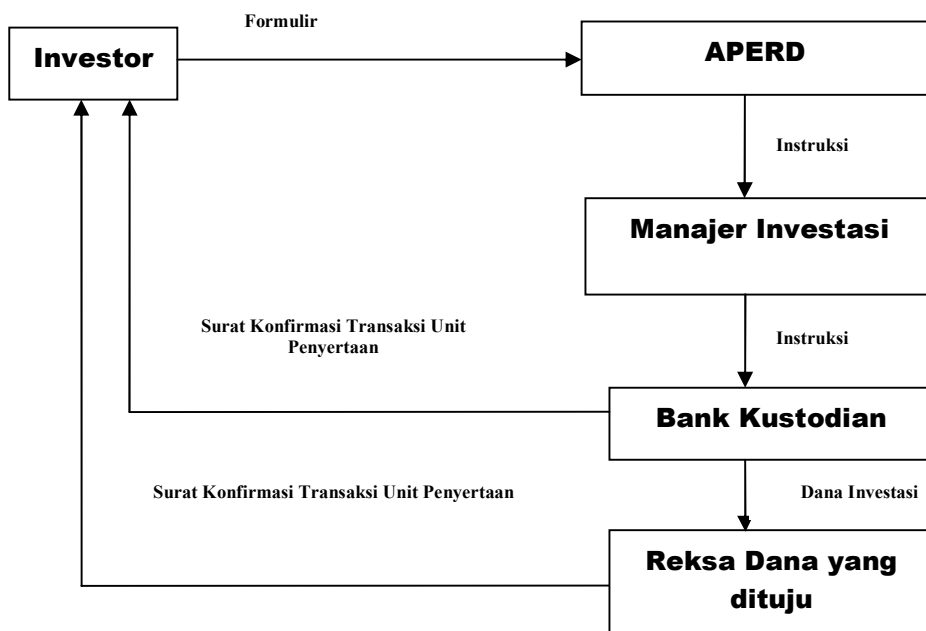 Formulir
Investor
APERD
Instruksi
Manajer Investasi
Surat Konfirmasi Transaksi Unit
Penyertaan
Instruksi
Bank Kustodian
Surat Konfirmasi Transaksi Unit Penyertaan
Dana Investasi
Reksa Dana yang
dituju